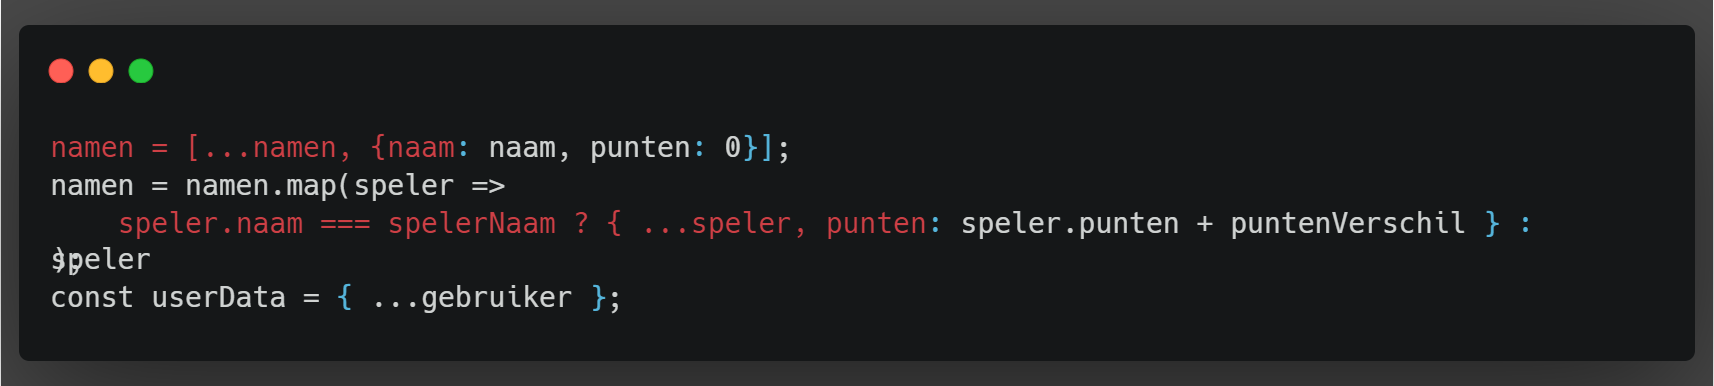 namen = [...namen, {naam: naam, punten: 0}];
namen = namen.map(speler =>
    speler.naam === spelerNaam ? { ...speler, punten: speler.punten + puntenVerschil } :
speler
);
const userData = { ...gebruiker };